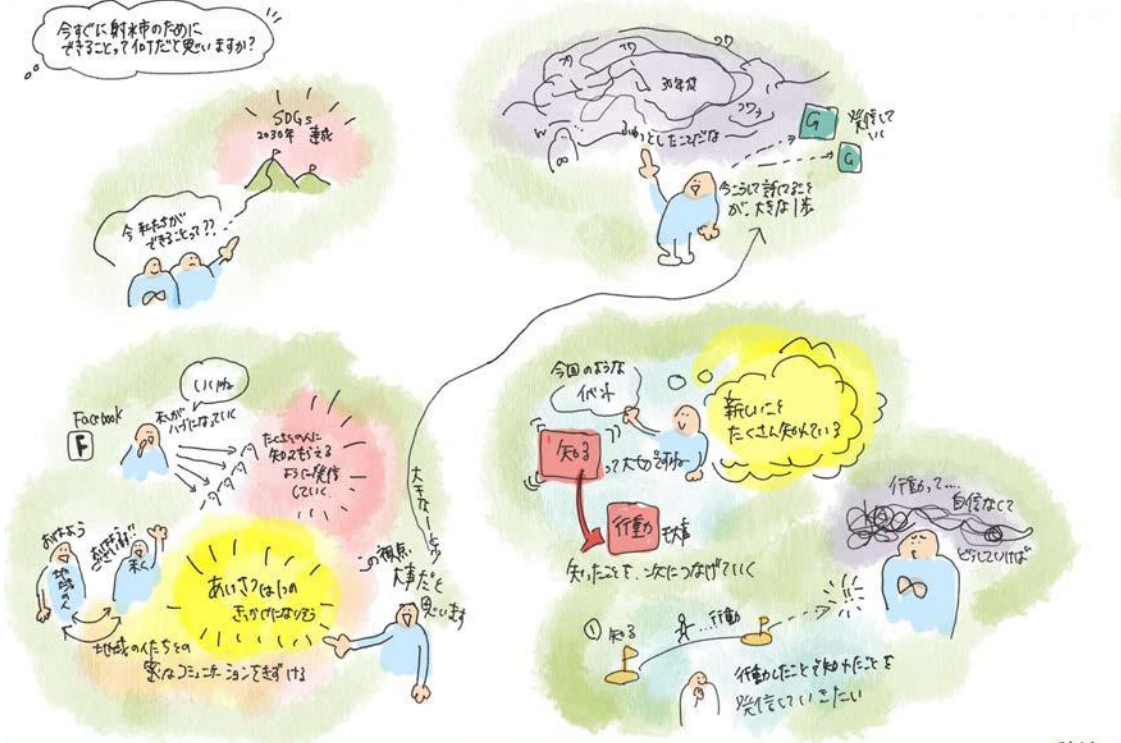 今すぐに射水市のために
できることって何だと思いますか?
SDGs
2030年 達成
今私たちが
できることって??
30年後
ワワ
ふわっとしたことだな
G
G
発信して
いく
今こうして話してること
が、大きな1歩
いいね
Facebook
F
私が
ハブになっていく
たくさんの人に
知ってもらえる
ように発信
していく
おはよう
おはよう
ございます!!
地域の人
私
あいさつは1つの
きっかけになりそう
地域の人たちとの
密なコミュニケーションをきずける
大きな一歩
この視点
大事だと
思います
今回のような
イベント
知る
って大切ですね
新しいことを
たくさん知れている
行動
も大事
知ったことを、次につなげていく
行動って....
自信なくて
どうしていけば
!!
① 知る
...行動
行動したことで知れたことを
発信していきたい